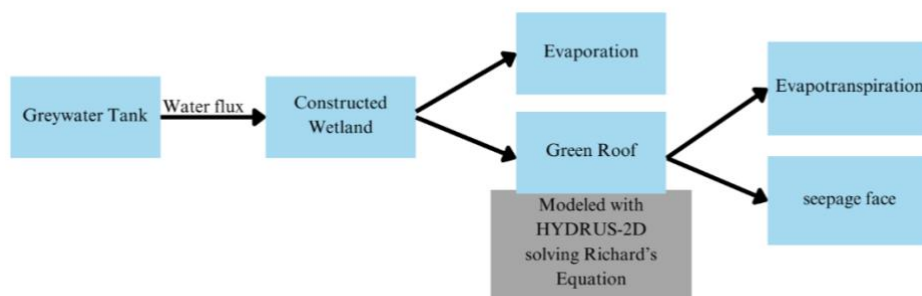 Greywater Tank
Water flux
Constructed
Wetland
Evaporation
Green Roof
Modeled with
HYDRUS-2D
solving Richard's
Equation
Evapotranspiration
seepage face